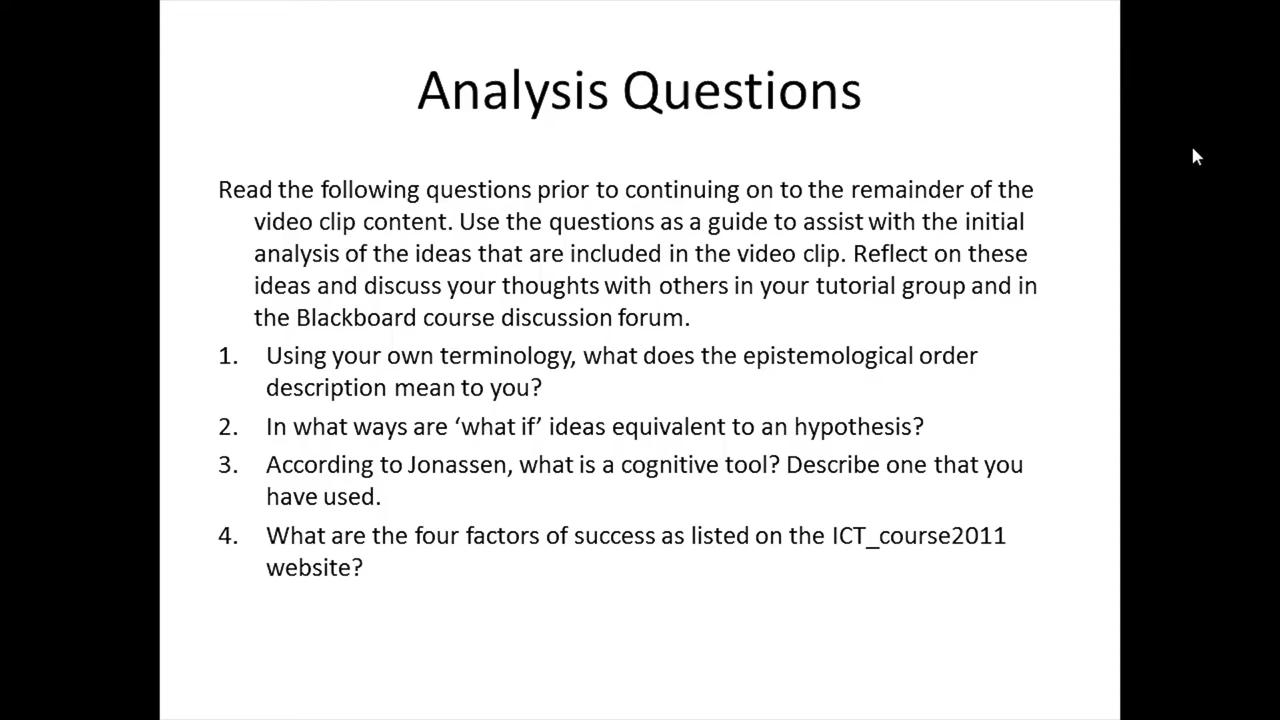 Analysis Questions
Read the following questions prior to continuing on to the remainder of the
video clip content. Use the questions as a guide to assist with the initial
analysis of the ideas that are included in the video clip. Reflect on these
ideas and discuss your thoughts with others in your tutorial group and in
the Blackboard course discussion forum.
1. Using your own terminology, what does the epistemological order
description mean to you?
2. In what ways are ‘what if’ ideas equivalent to an hypothesis?
3. According to Jonassen, what is a cognitive tool? Describe one that you
have used.
4. What are the four factors of success as listed on the ICT_course2011
website?